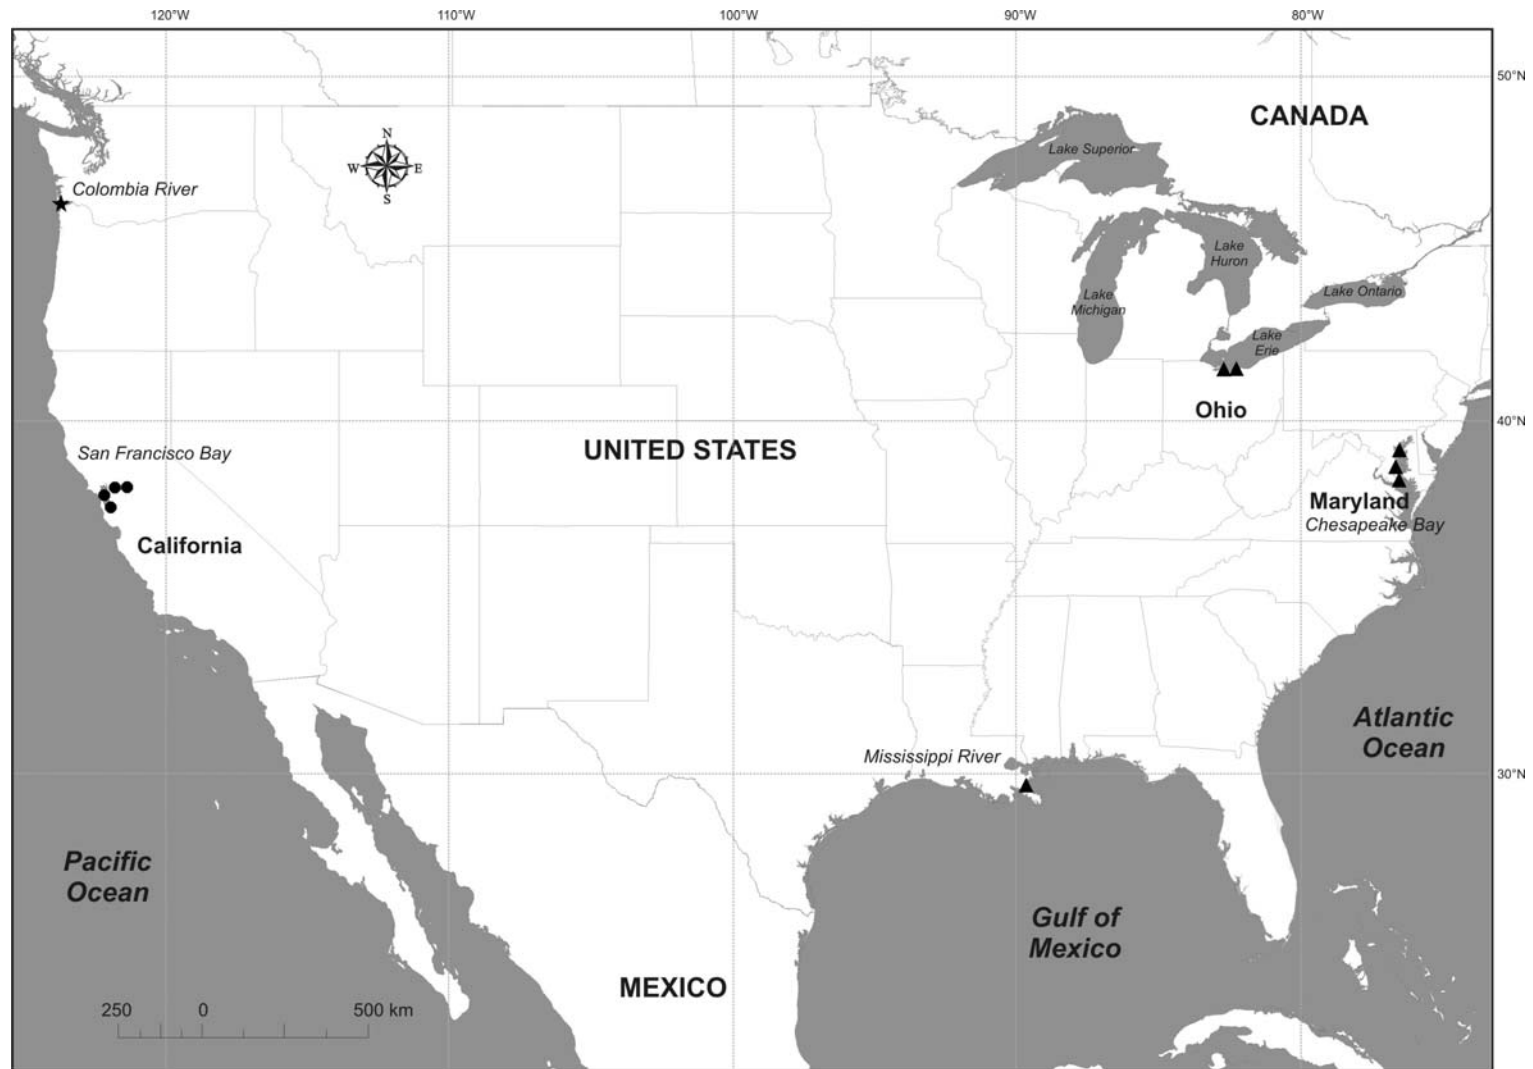 120°W 110°W 100°W 90°W 80°W
50°N
CANADA
N
W E
S
Lake Superior
Colombia River
Lake
Huron
Lake
Michigan
Lake Ontario
Lake
Erie
Ohio
40°N
UNITED STATES
San Francisco Bay
Maryland
Chesapeake Bay
California
Atlantic
Ocean
Mississippi River
30°N
Pacific
Ocean
Gulf of
Mexico
MEXICO
250 0 500 km